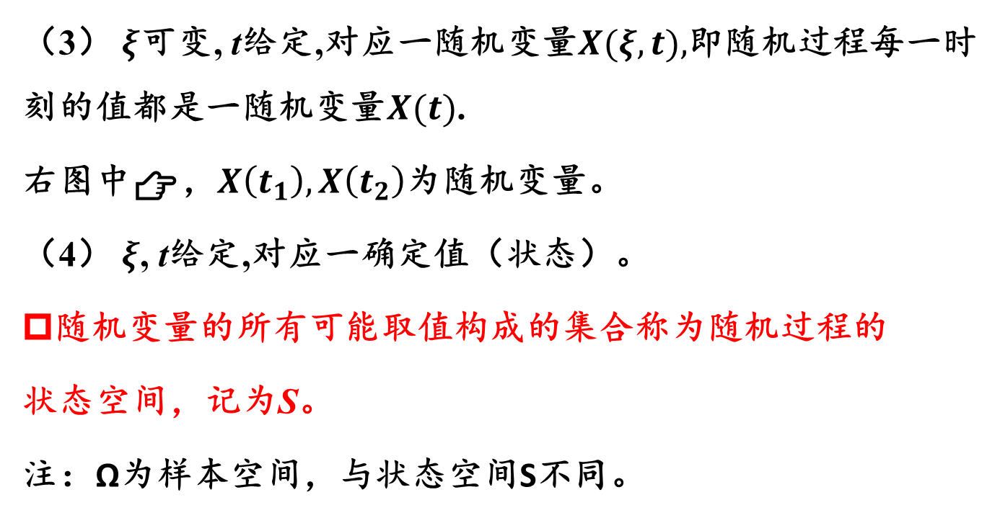 （3） ξ可变, t给定,对应一随机变量X(ξ, t),即随机过程每一时
刻的值都是一随机变量X(t).
右图中，X(t₁), X(t₂)为随机变量。
（4） ξ, t给定,对应一确定值（状态）。
随机变量的所有可能取值构成的集合称为随机过程的
状态空间，记为S。
注：Ω为样本空间，与状态空间S不同。